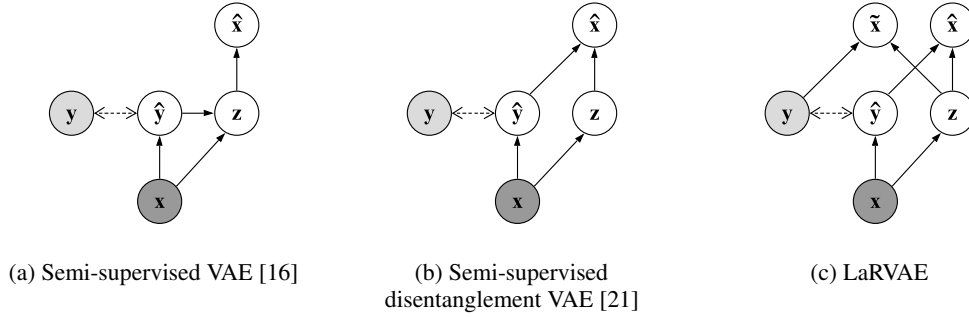 x̂
y ŷ z
x
(a) Semi-supervised VAE [16]
x̂
y ŷ z
x
(b) Semi-supervised
disentanglement VAE [21]
x̃ x̂
y ŷ z
x
(c) LaRVAE